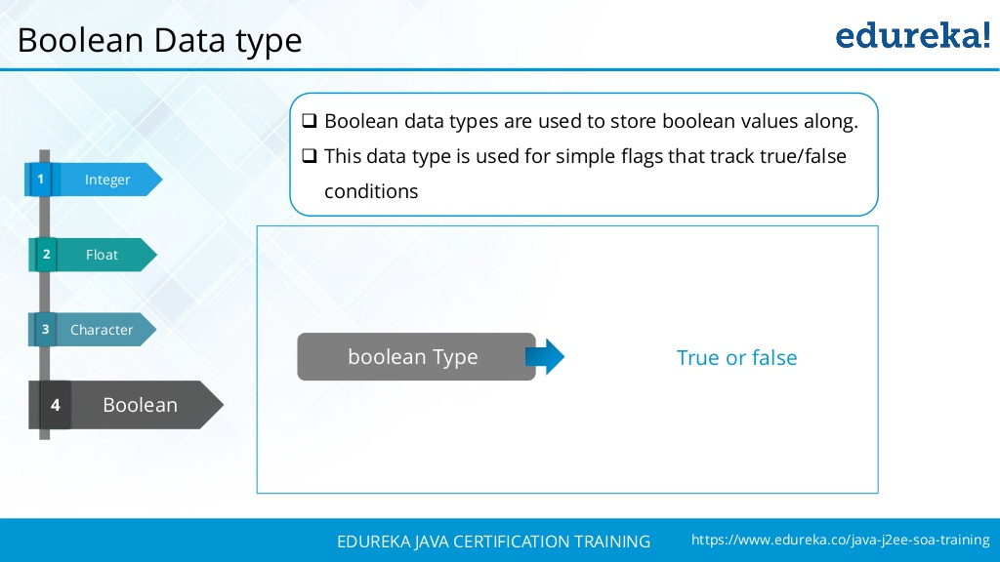 Boolean Data type
edureka!
❑ Boolean data types are used to store boolean values along.
❑ This data type is used for simple flags that track true/false
conditions
1 Integer
2 Float
3 Character
4 Boolean
boolean Type
True or false
EDUREKA JAVA CERTIFICATION TRAINING
https://www.edureka.co/java-j2ee-soa-training